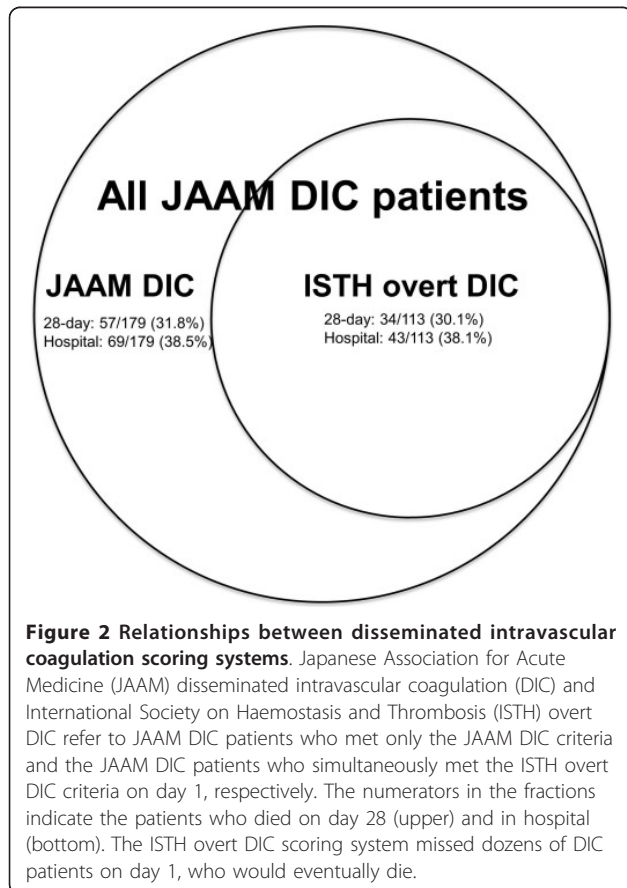 All JAAM DIC patients
JAAM DIC
28-day: 57/179 (31.8%)
Hospital: 69/179 (38.5%)
ISTH overt DIC
28-day: 34/113 (30.1%)
Hospital: 43/113 (38.1%)
Figure 2 Relationships between disseminated intravascular
coagulation scoring systems. Japanese Association for Acute
Medicine (JAAM) disseminated intravascular coagulation (DIC) and
International Society on Haemostasis and Thrombosis (ISTH) overt
DIC refer to JAAM DIC patients who met only the JAAM DIC criteria
and the JAAM DIC patients who simultaneously met the ISTH overt
DIC criteria on day 1, respectively. The numerators in the fractions
indicate the patients who died on day 28 (upper) and in hospital
(bottom). The ISTH overt DIC scoring system missed dozens of DIC
patients on day 1, who would eventually die.